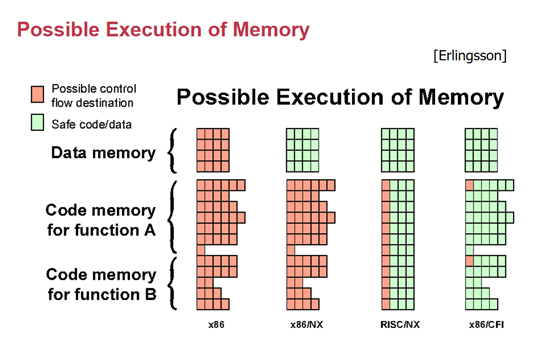 Possible Execution of Memory
[Erlingsson]
Possible control
flow destination
Safe code/data
Possible Execution of Memory
Data memory
Code memory
for function A
Code memory
for function B
x86
x86/NX
RISC/NX
x86/CFI